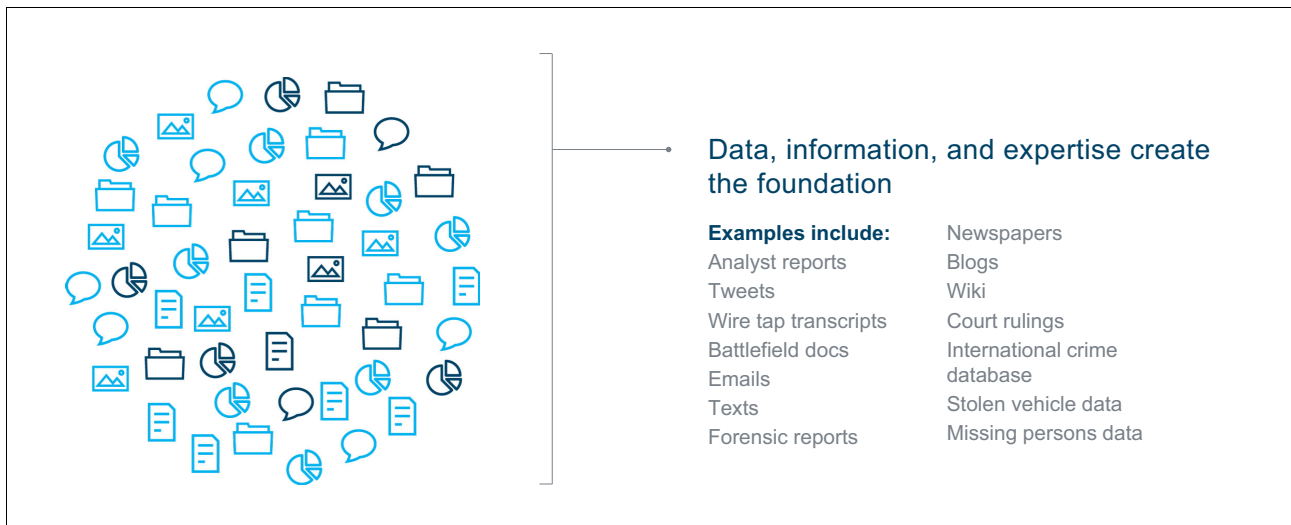 Data, information, and expertise create
the foundation
Examples include:
Analyst reports
Tweets
Wire tap transcripts
Battlefield docs
Emails
Texts
Forensic reports
Newspapers
Blogs
Wiki
Court rulings
International crime
database
Stolen vehicle data
Missing persons data